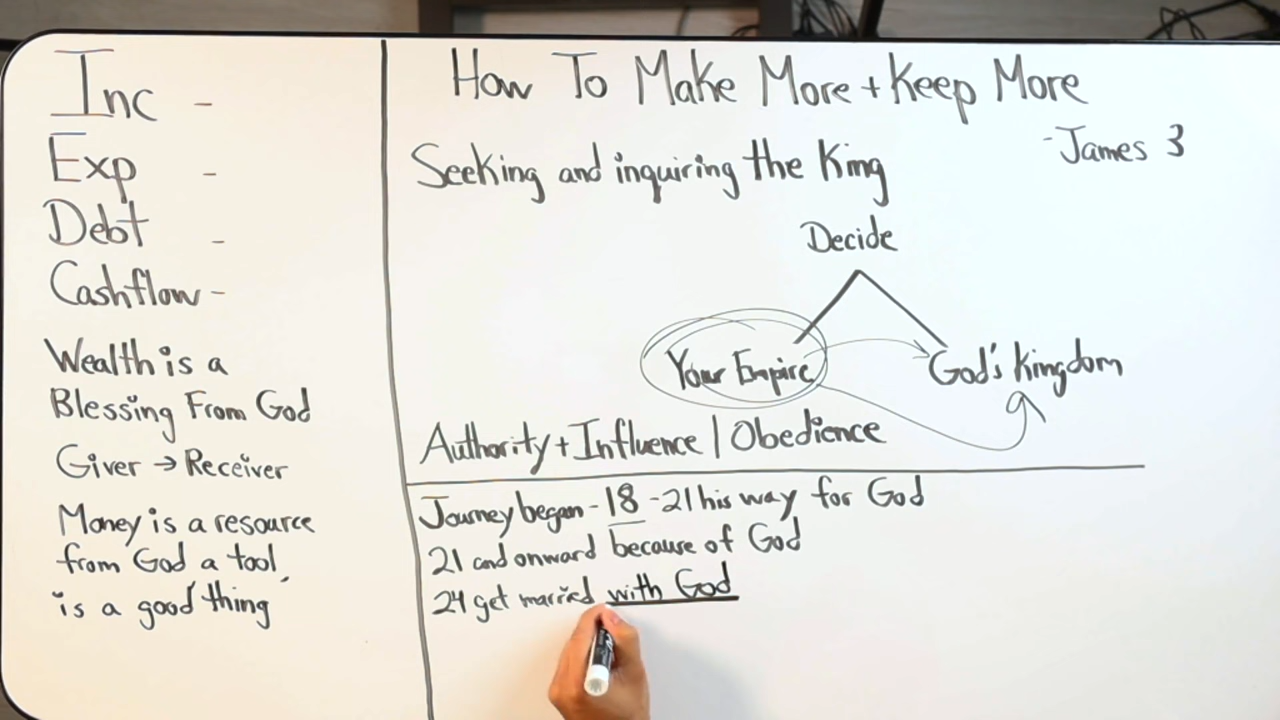 Inc -
Exp -
Debt -
Cashflow -
Wealth is a
Blessing From God
Giver → Receiver
Money is a resource
from God a tool,
is a good thing
How To Make More + Keep More
- James 3
Seeking and inquiring the King
Decide
Your Empire
God's Kingdom
Authority + Influence | Obedience
Journey began - 18 - 21 his way for God
21 and onward because of God
24 get married with God